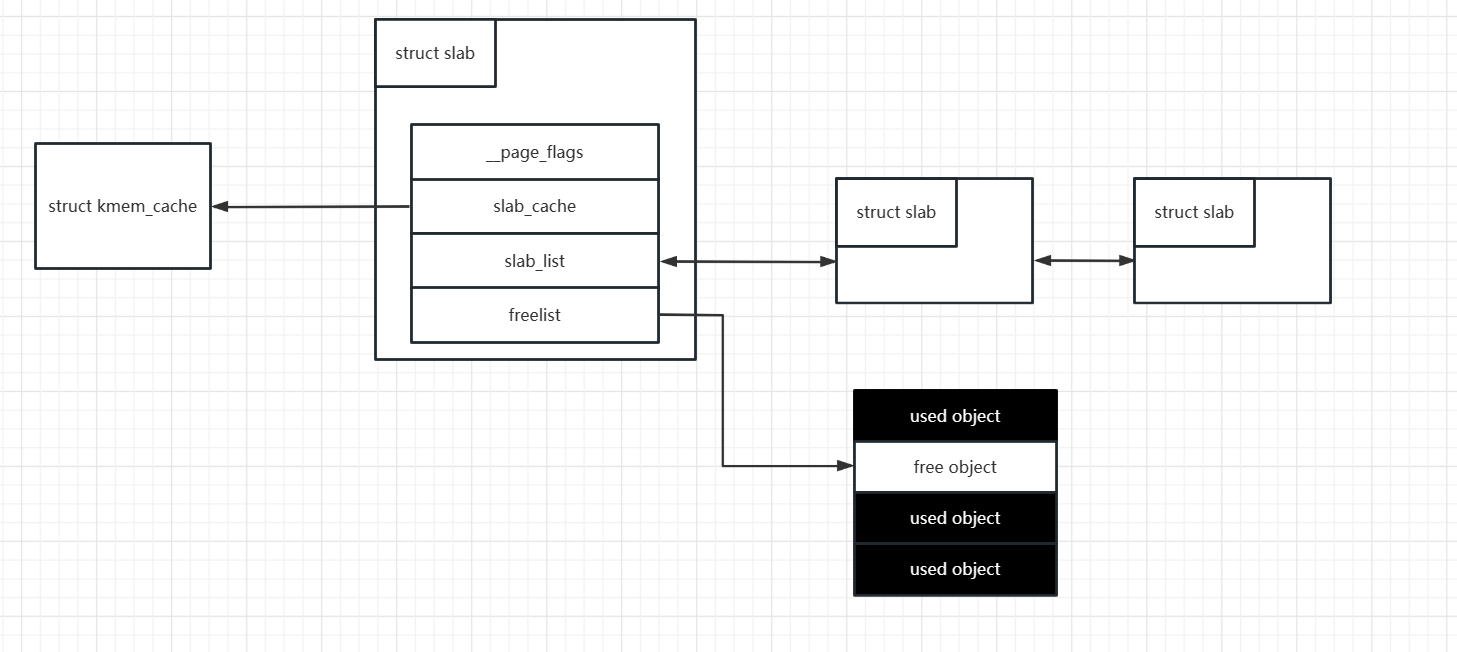 struct slab
__page_flags
struct kmem_cache
slab_cache
slab_list
freelist
struct slab
struct slab
used object
free object
used object
used object